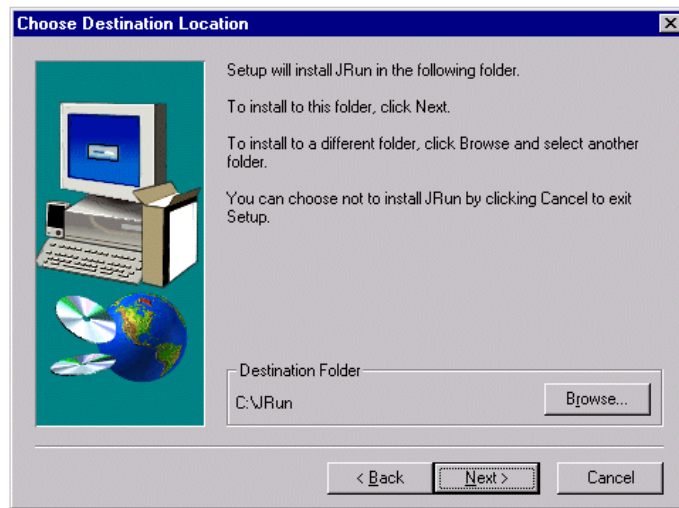 Choose Destination Location
Setup will install JRun in the following folder.
To install to this folder, click Next.
To install to a different folder, click Browse and select another
folder.
You can choose not to install JRun by clicking Cancel to exit
Setup.
Destination Folder
C:\JRun
Browse...
< Back
Next >
Cancel